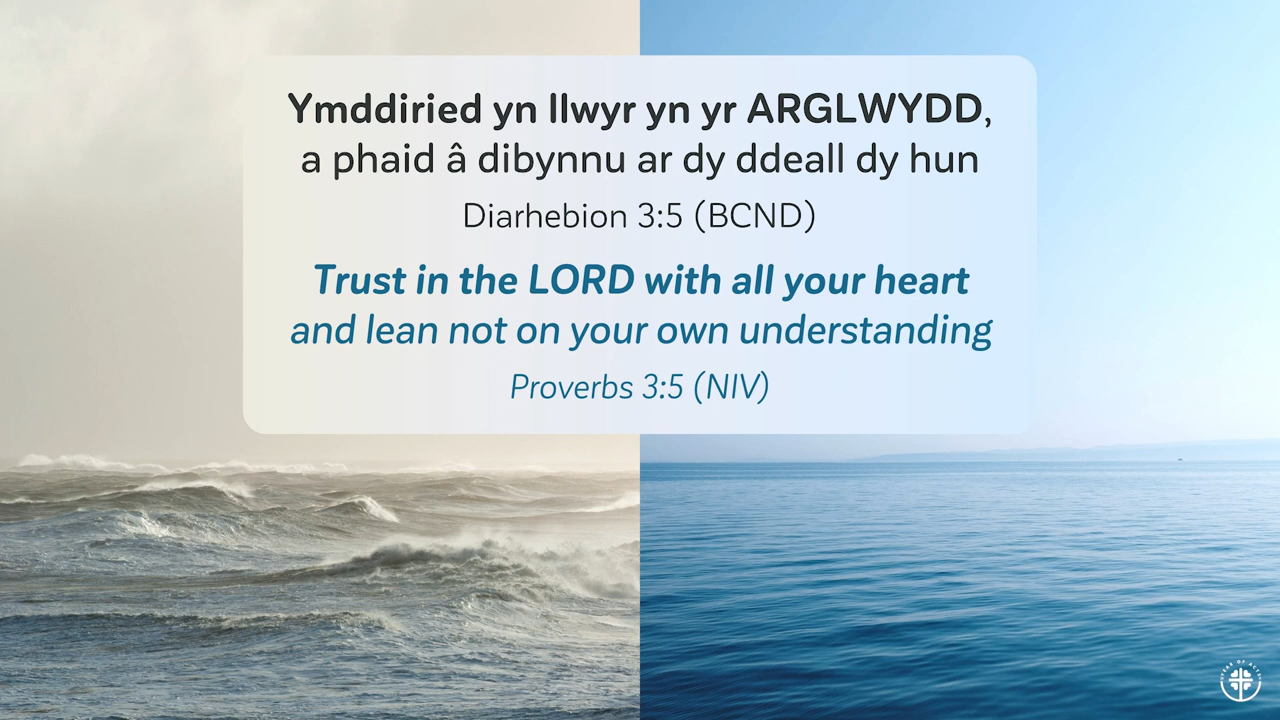 Ymddiried yn llwyr yn yr ARGLWYDD,
a phaid â dibynnu ar dy ddeall dy hun
Diarhebion 3:5 (BCND)
Trust in the LORD with all your heart
and lean not on your own understanding
Proverbs 3:5 (NIV)